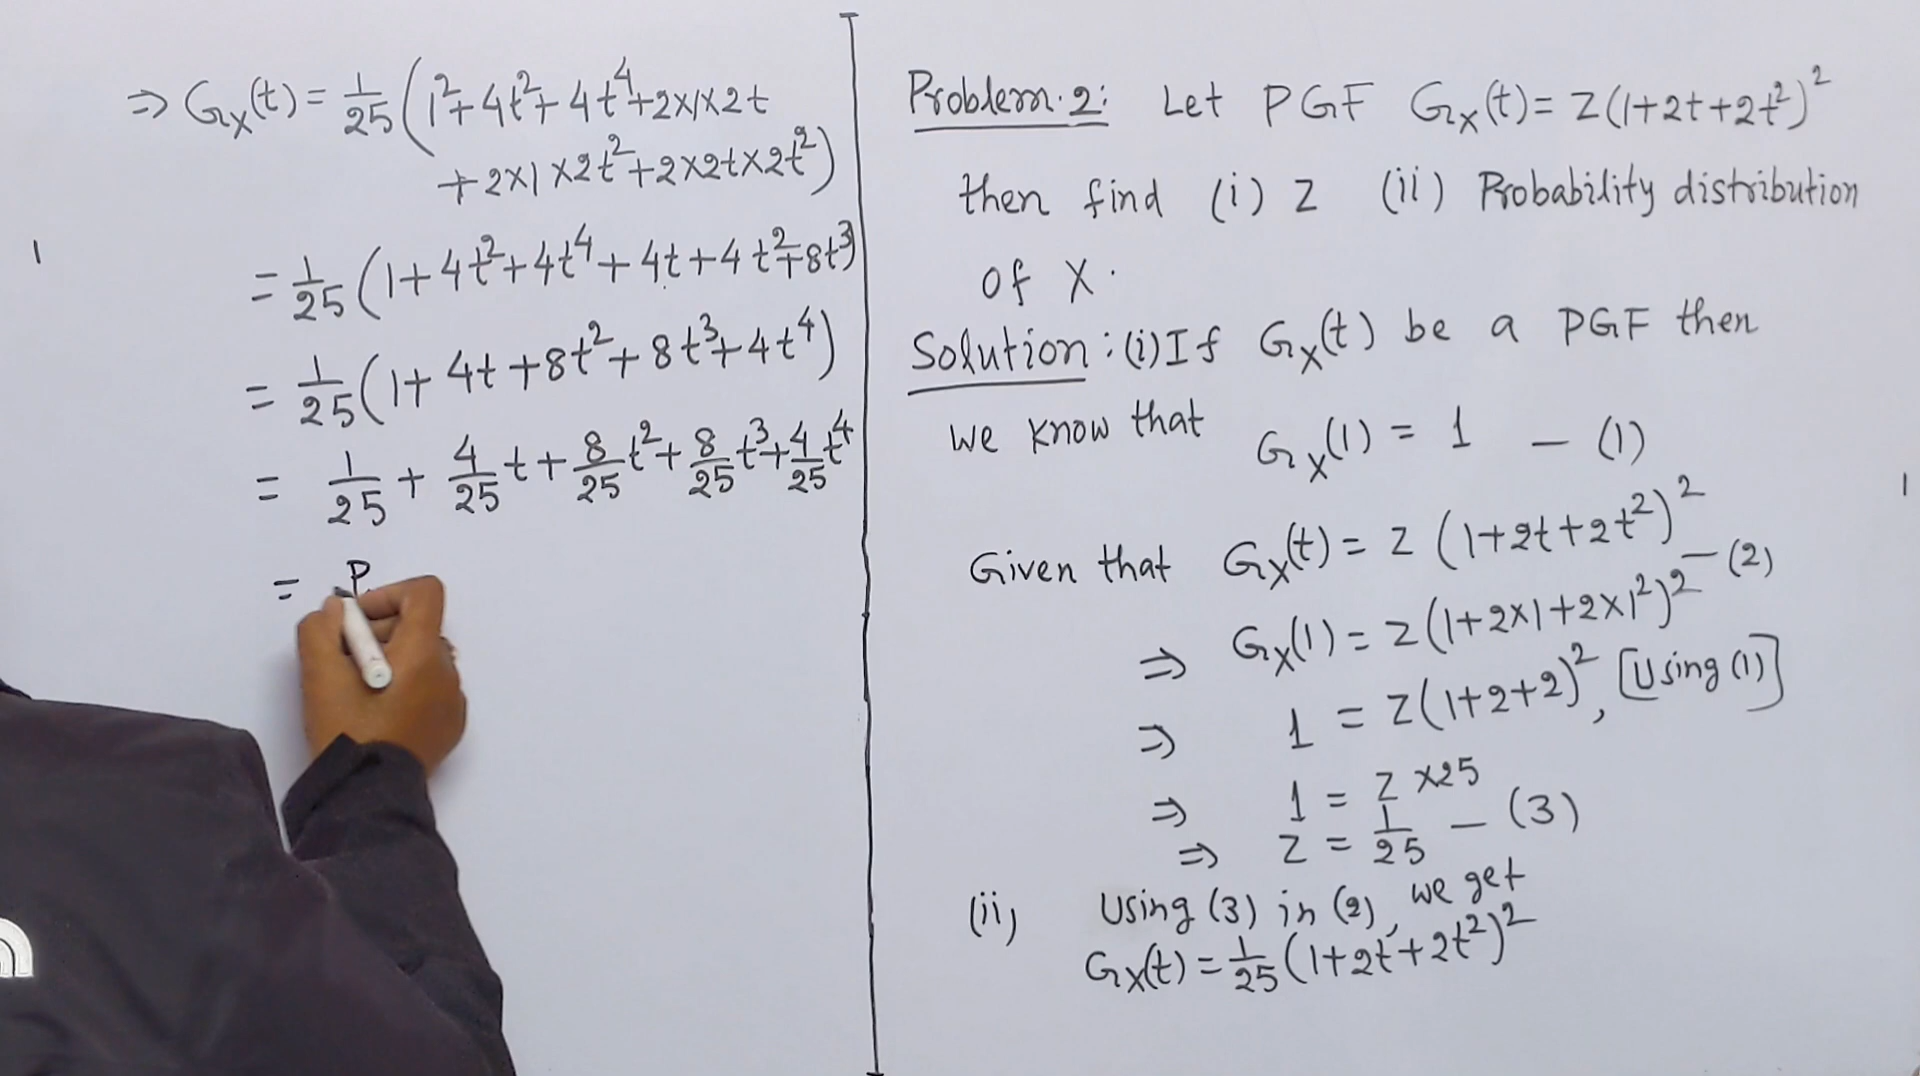 Problem.2: Let PGF Gₓ(t) = Z(1+2t+2t²)²
then find (i) Z (ii) Probability distribution
of X.
Solution: (i) If Gₓ(t) be a PGF then
we know that Gₓ(1) = 1 — (1)
Given that Gₓ(t) = Z (1+2t+2t²)² — (2)
⇒ Gₓ(1) = Z(1+2×1+2×1²)²
⇒ 1 = Z(1+2+2)², [Using (1)]
⇒ 1 = Z ×25
⇒ Z = 1/25 — (3)
(ii) Using (3) in (2), we get
Gₓ(t) = 1/25 (1+2t+2t²)²
⇒ Gₓ(t) = 1/25 (1²+4t²+4t⁴+2×1×2t
+2×1×2t²+2×2t×2t²)
= 1/25 (1+4t²+4t⁴+4t+4t²+8t³)
= 1/25 (1+4t+8t²+8t³+4t⁴)
= 1/25 + 4/25 t + 8/25 t² + 8/25 t³ + 4/25 t⁴
= P